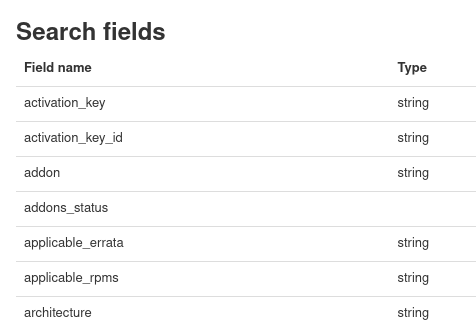 Search fields
Field name Type
activation_key string
activation_key_id string
addon string
addons_status
applicable_errata string
applicable_rpms string
architecture string